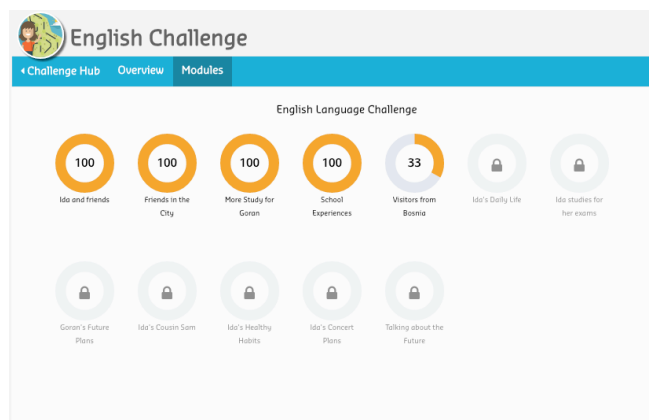 English Challenge
Challenge Hub Overview Modules
English Language Challenge
100 100 100 100 33
Ida and friends
Friends in the
City
More Study for
Goran
School
Experiences
Visitors from
Bosnia
Ida's Daily Life
Ida studies for
her exams
Goran's Future
Plans
Ida's Cousin Sam
Ida's Healthy
Habits
Ida's Concert
Plans
Talking about the
Future